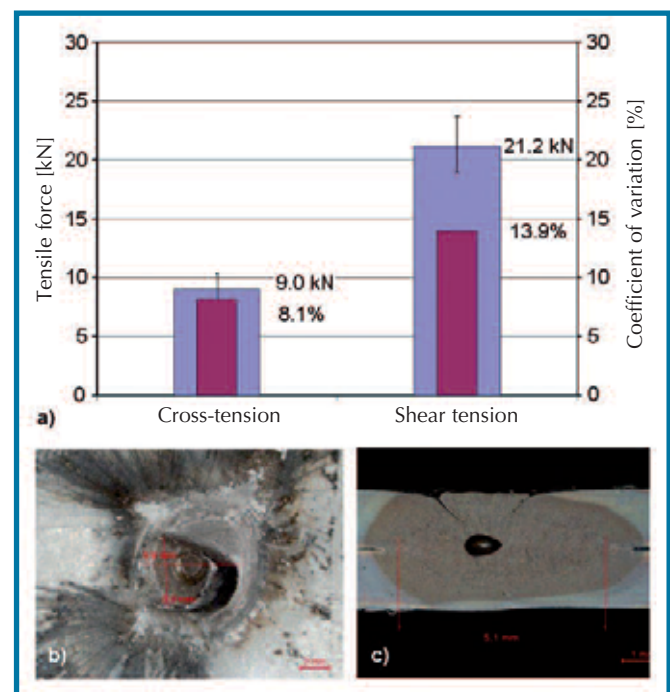 30 30
25 25
Tensile force [kN]
Coefficient of variation [%]
20 21.2 kN 20
15 13.9% 15
10 9.0 kN 10
8.1%
5 5
0 0
a) Cross-tension Shear tension
b) c)
5.1 mm